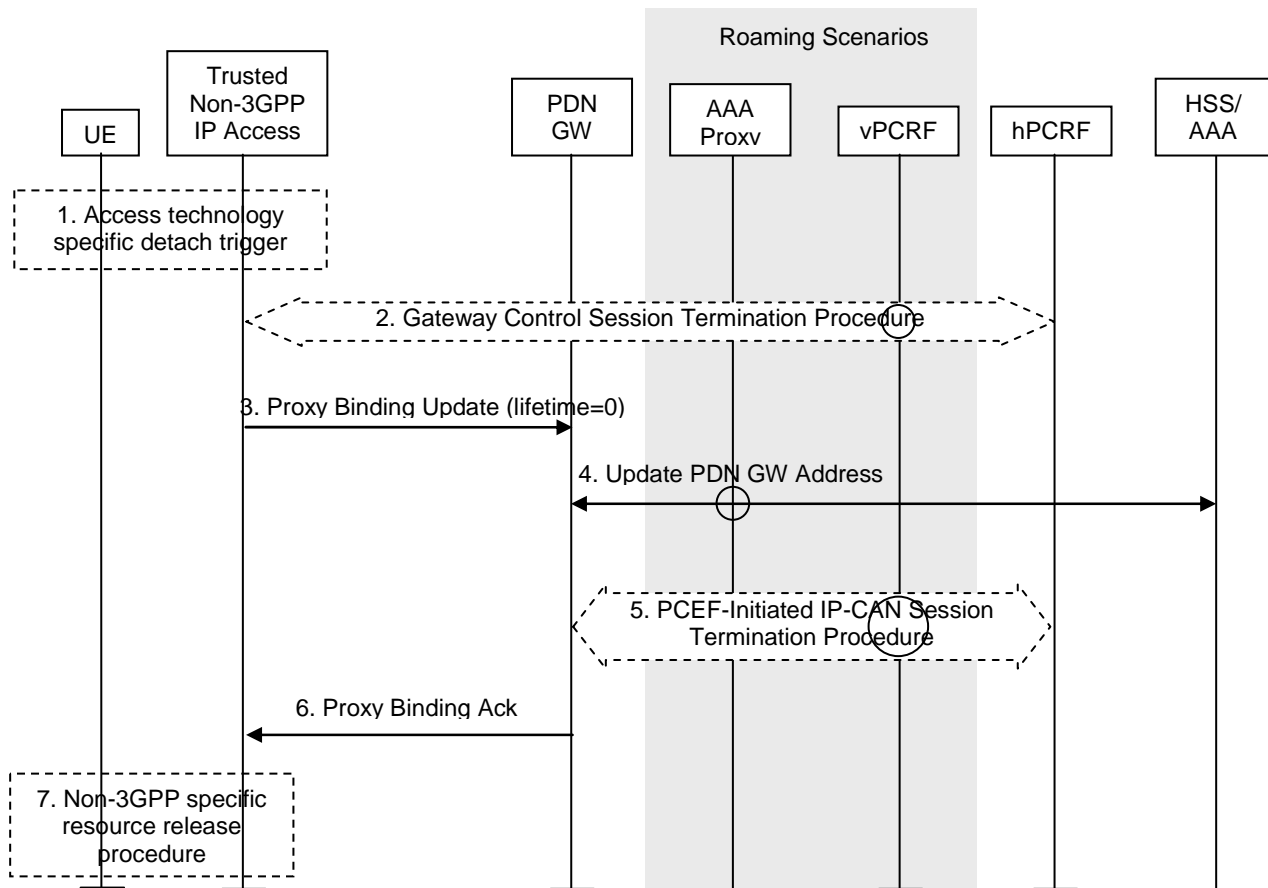 Roaming Scenarios
UE
Trusted
Non-3GPP
IP Access
PDN
GW
AAA
Proxv
vPCRF
hPCRF
HSS/
AAA
1. Access technology
specific detach trigger
2. Gateway Control Session Termination Procedure
3. Proxy Binding Update (lifetime=0)
4. Update PDN GW Address
5. PCEF-Initiated IP-CAN Session
Termination Procedure
6. Proxy Binding Ack
7. Non-3GPP specific
resource release
procedure